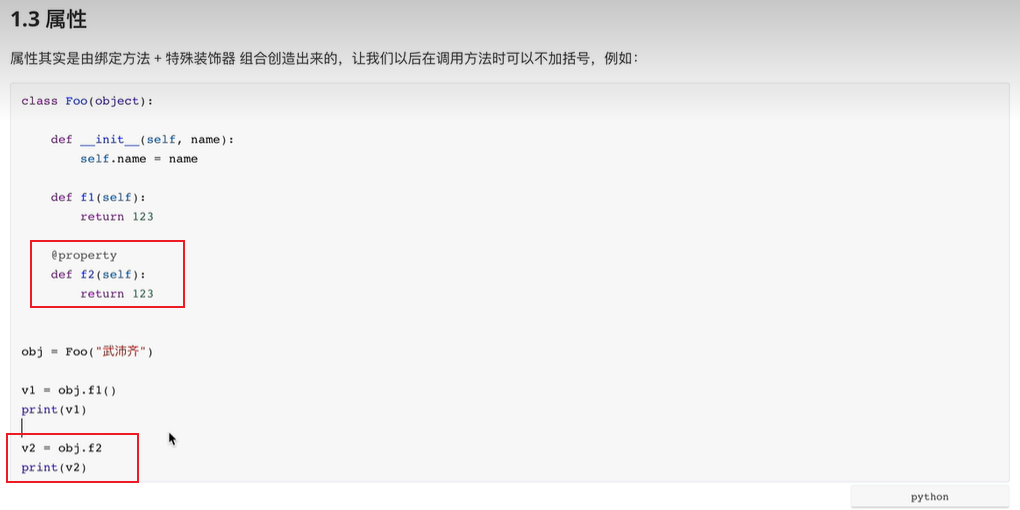 1.3 属性
属性其实是由绑定方法 + 特殊装饰器 组合创造出来的，让我们以后在调用方法时可以不加括号，例如：
class Foo(object):
    def __init__(self, name):
        self.name = name
    def f1(self):
        return 123
    @property
    def f2(self):
        return 123
obj = Foo("武沛齐")
v1 = obj.f1()
print(v1)
v2 = obj.f2
print(v2)
python